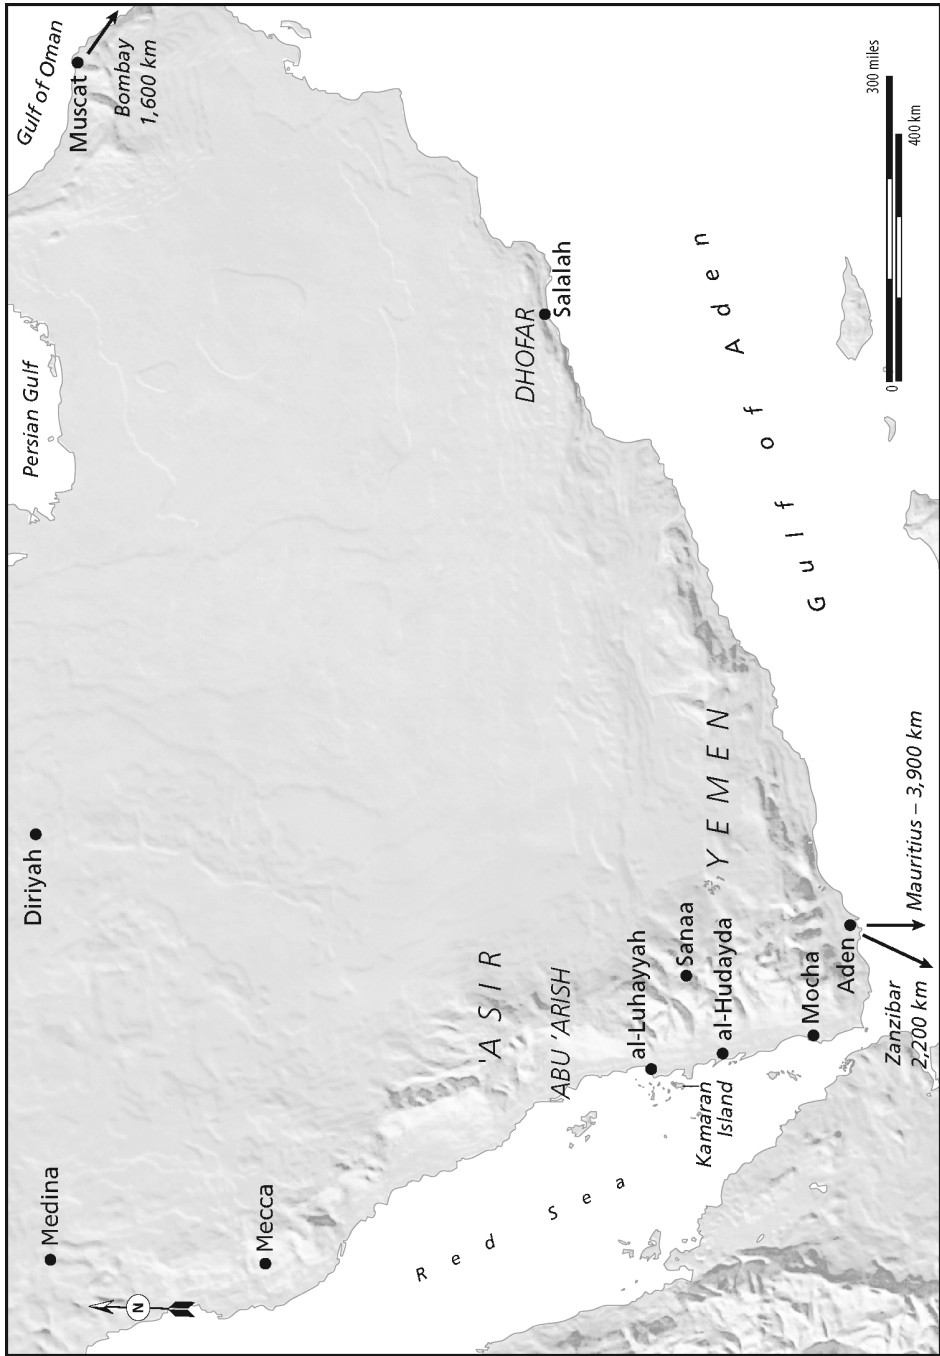 Gulf of Oman
Muscat
Bombay
1,600 km
Persian Gulf
Diriyah
Medina
Mecca
N
DHOFAR
Salalah
'ASIR
ABU 'ARISH
al-Luhayyah
Sanaa
al-Hudayda
YEMEN
Kamaran
Island
Mocha
Aden
Red Sea
Gulf of Aden
Zanzibar
2,200 km
Mauritius – 3,900 km
0
300 miles
400 km